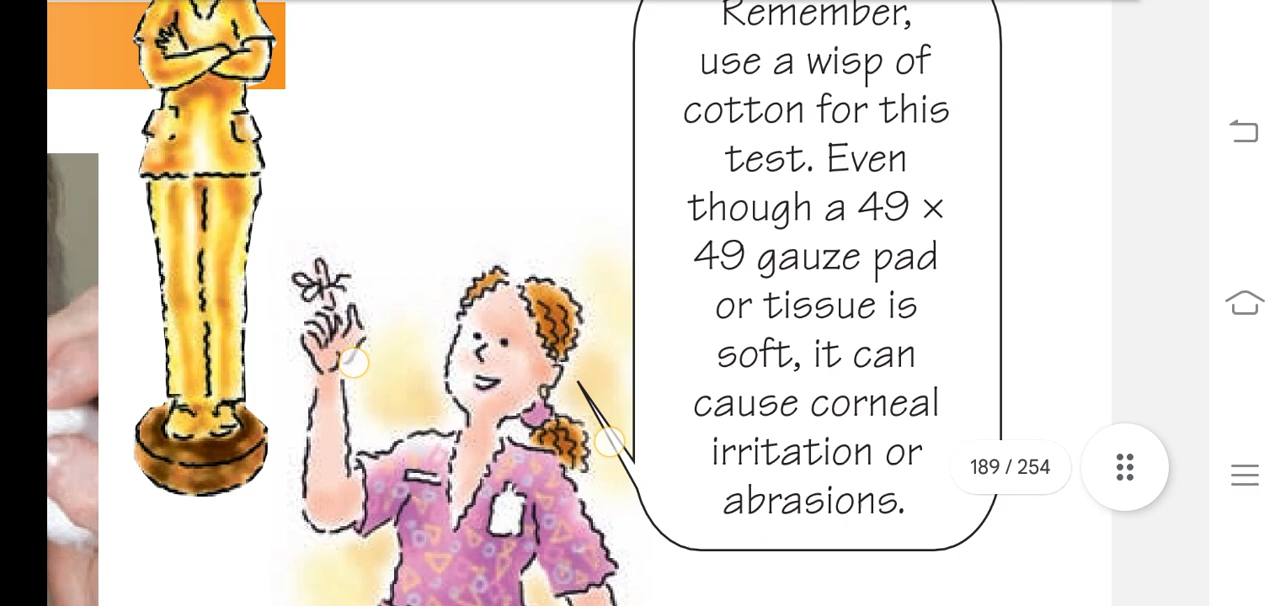 Remember,
use a wisp of
cotton for this
test. Even
though a 49 ×
49 gauze pad
or tissue is
soft, it can
cause corneal
irritation or
abrasions.
189 / 254